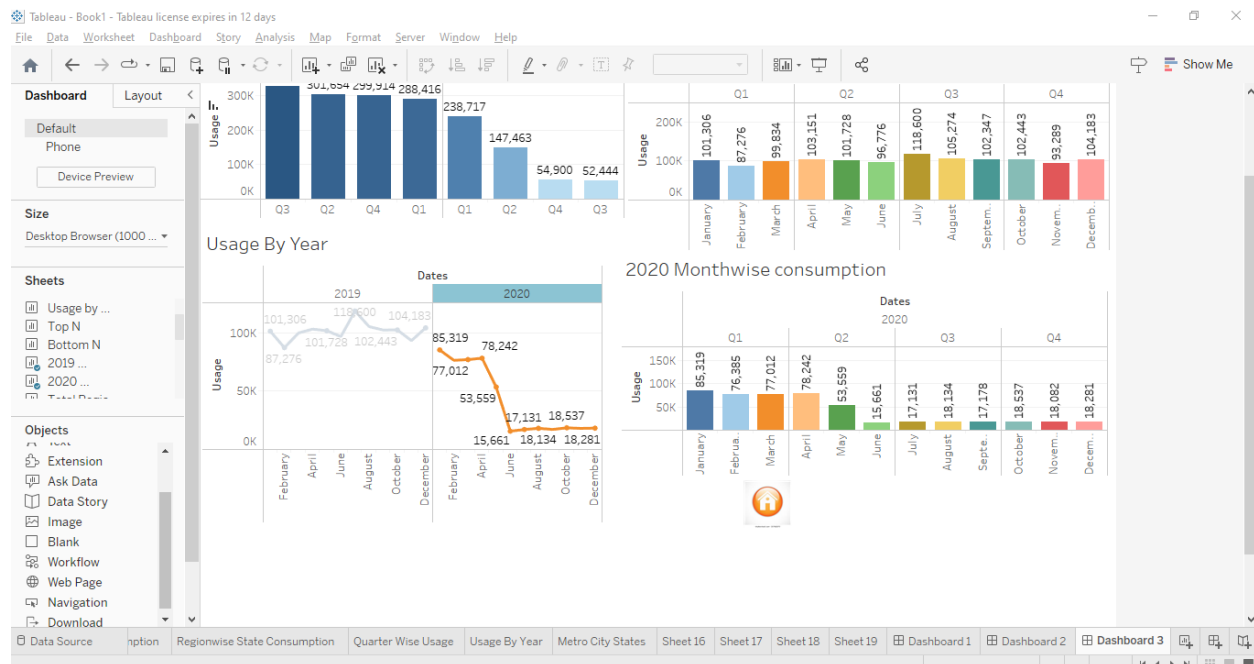 Tableau - Book1 - Tableau license expires in 12 days
File Data Worksheet Dashboard Story Analysis Map Format Server Window Help
Show Me
Dashboard Layout
Default
Phone
Device Preview
Size
Desktop Browser (1000 ...
Sheets
Usage by ...
Top N
Bottom N
2019 ...
2020 ...
Objects
Text
Extension
Ask Data
Data Story
Image
Blank
Workflow
Web Page
Navigation
Download
Usage
300K
200K
100K
0K
301,654 299,914 288,416
238,717
147,463
54,900 52,444
Q3 Q2 Q4 Q1 Q1 Q2 Q4 Q3
Q1 Q2 Q3 Q4
Usage
200K
100K
0K
101,306 87,276 99,834 103,151 101,728 96,776 118,600 105,274 102,347 102,443 93,289 104,183
January February March April May June July August Septem.. October Novem.. Decemb..
Usage By Year
Dates
2019 2020
Usage
100K
50K
0K
101,306 118,600 104,183
87,276 101,728 102,443
85,319 78,242
77,012
53,559
17,131 18,537
15,661 18,134 18,281
February April June August October December February April June August October December
2020 Monthwise consumption
Dates
2020
Q1 Q2 Q3 Q4
Usage
150K
100K
50K
85,319 76,385 77,012 78,242 53,559 15,661 17,131 18,134 17,178 18,537 18,082 18,281
January Februa.. March April May June July August Septe.. October Novem.. Decem..
Data Source Regionwise State Consumption Quarter Wise Usage Usage By Year Metro City States Sheet 16 Sheet 17 Sheet 18 Sheet 19 Dashboard 1 Dashboard 2 Dashboard 3